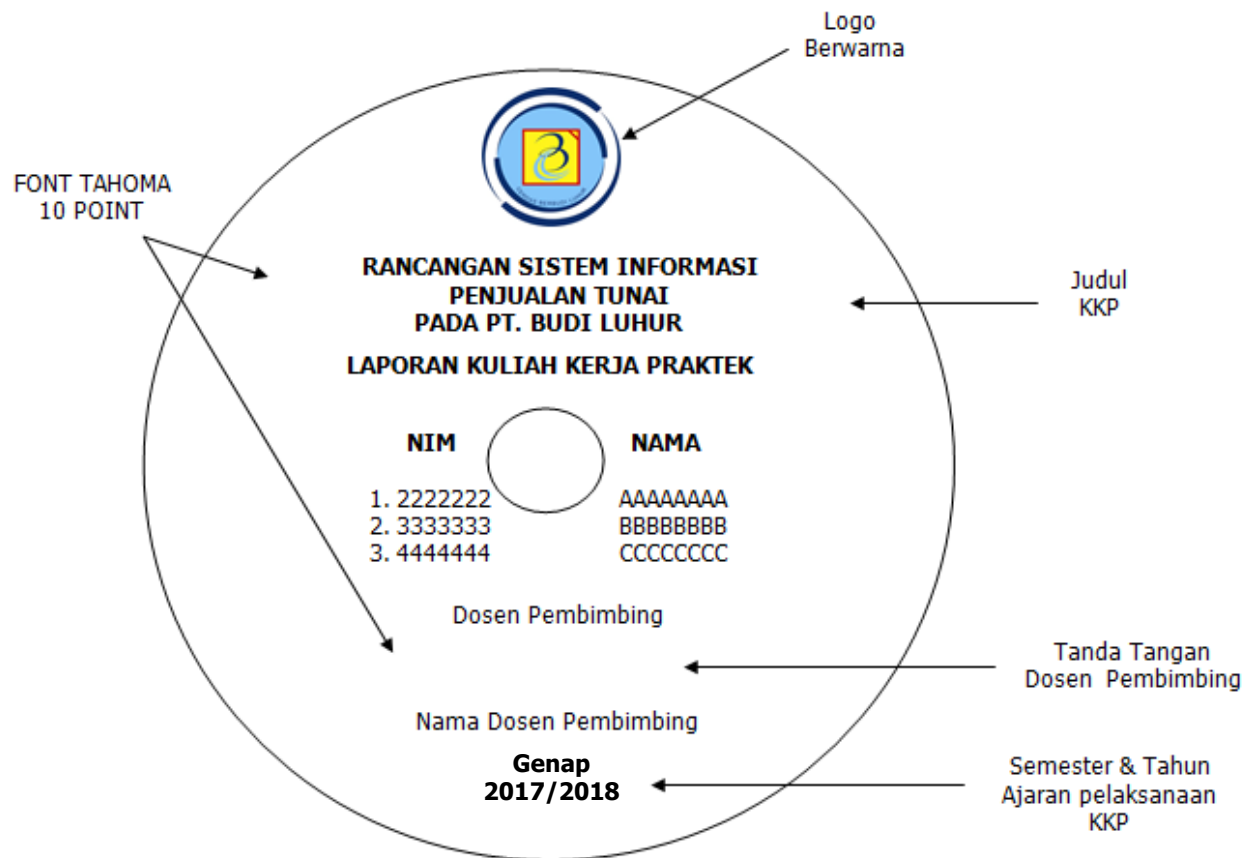 Logo
Berwarna
FONT TAHOMA
10 POINT
RANCANGAN SISTEM INFORMASI
PENJUALAN TUNAI
PADA PT. BUDI LUHUR
LAPORAN KULIAH KERJA PRAKTEK
Judul
KKP
NIM NAMA
1. 2222222 AAAAAAAA
2. 3333333 BBBBBBBB
3. 4444444 CCCCCCCC
Dosen Pembimbing
Tanda Tangan
Dosen Pembimbing
Nama Dosen Pembimbing
Genap
2017/2018
Semester & Tahun
Ajaran pelaksanaan
KKP